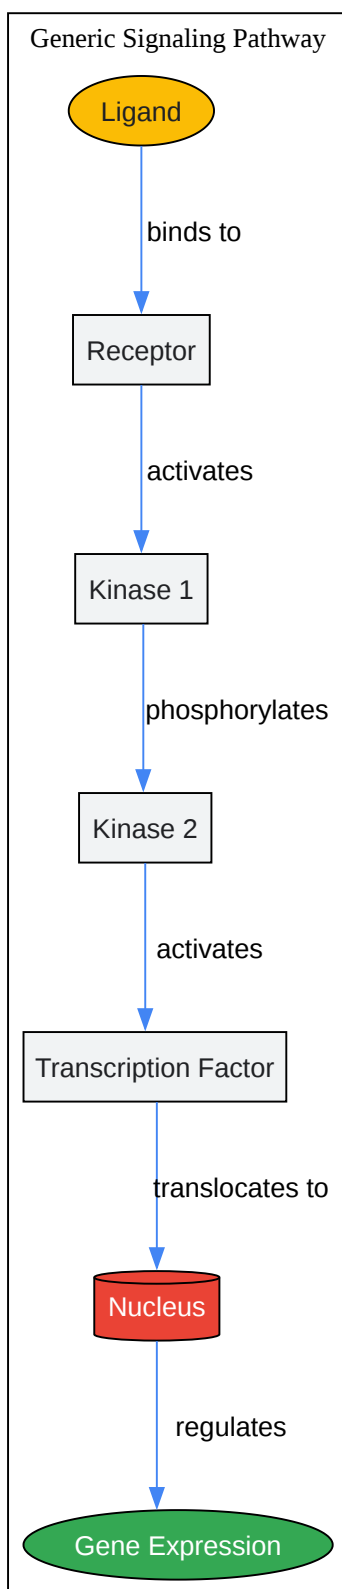 Generic Signaling Pathway
Ligand
binds to
Receptor
activates
Kinase 1
phosphorylates
Kinase 2
activates
Transcription Factor
translocates to
Nucleus
regulates
Gene Expression